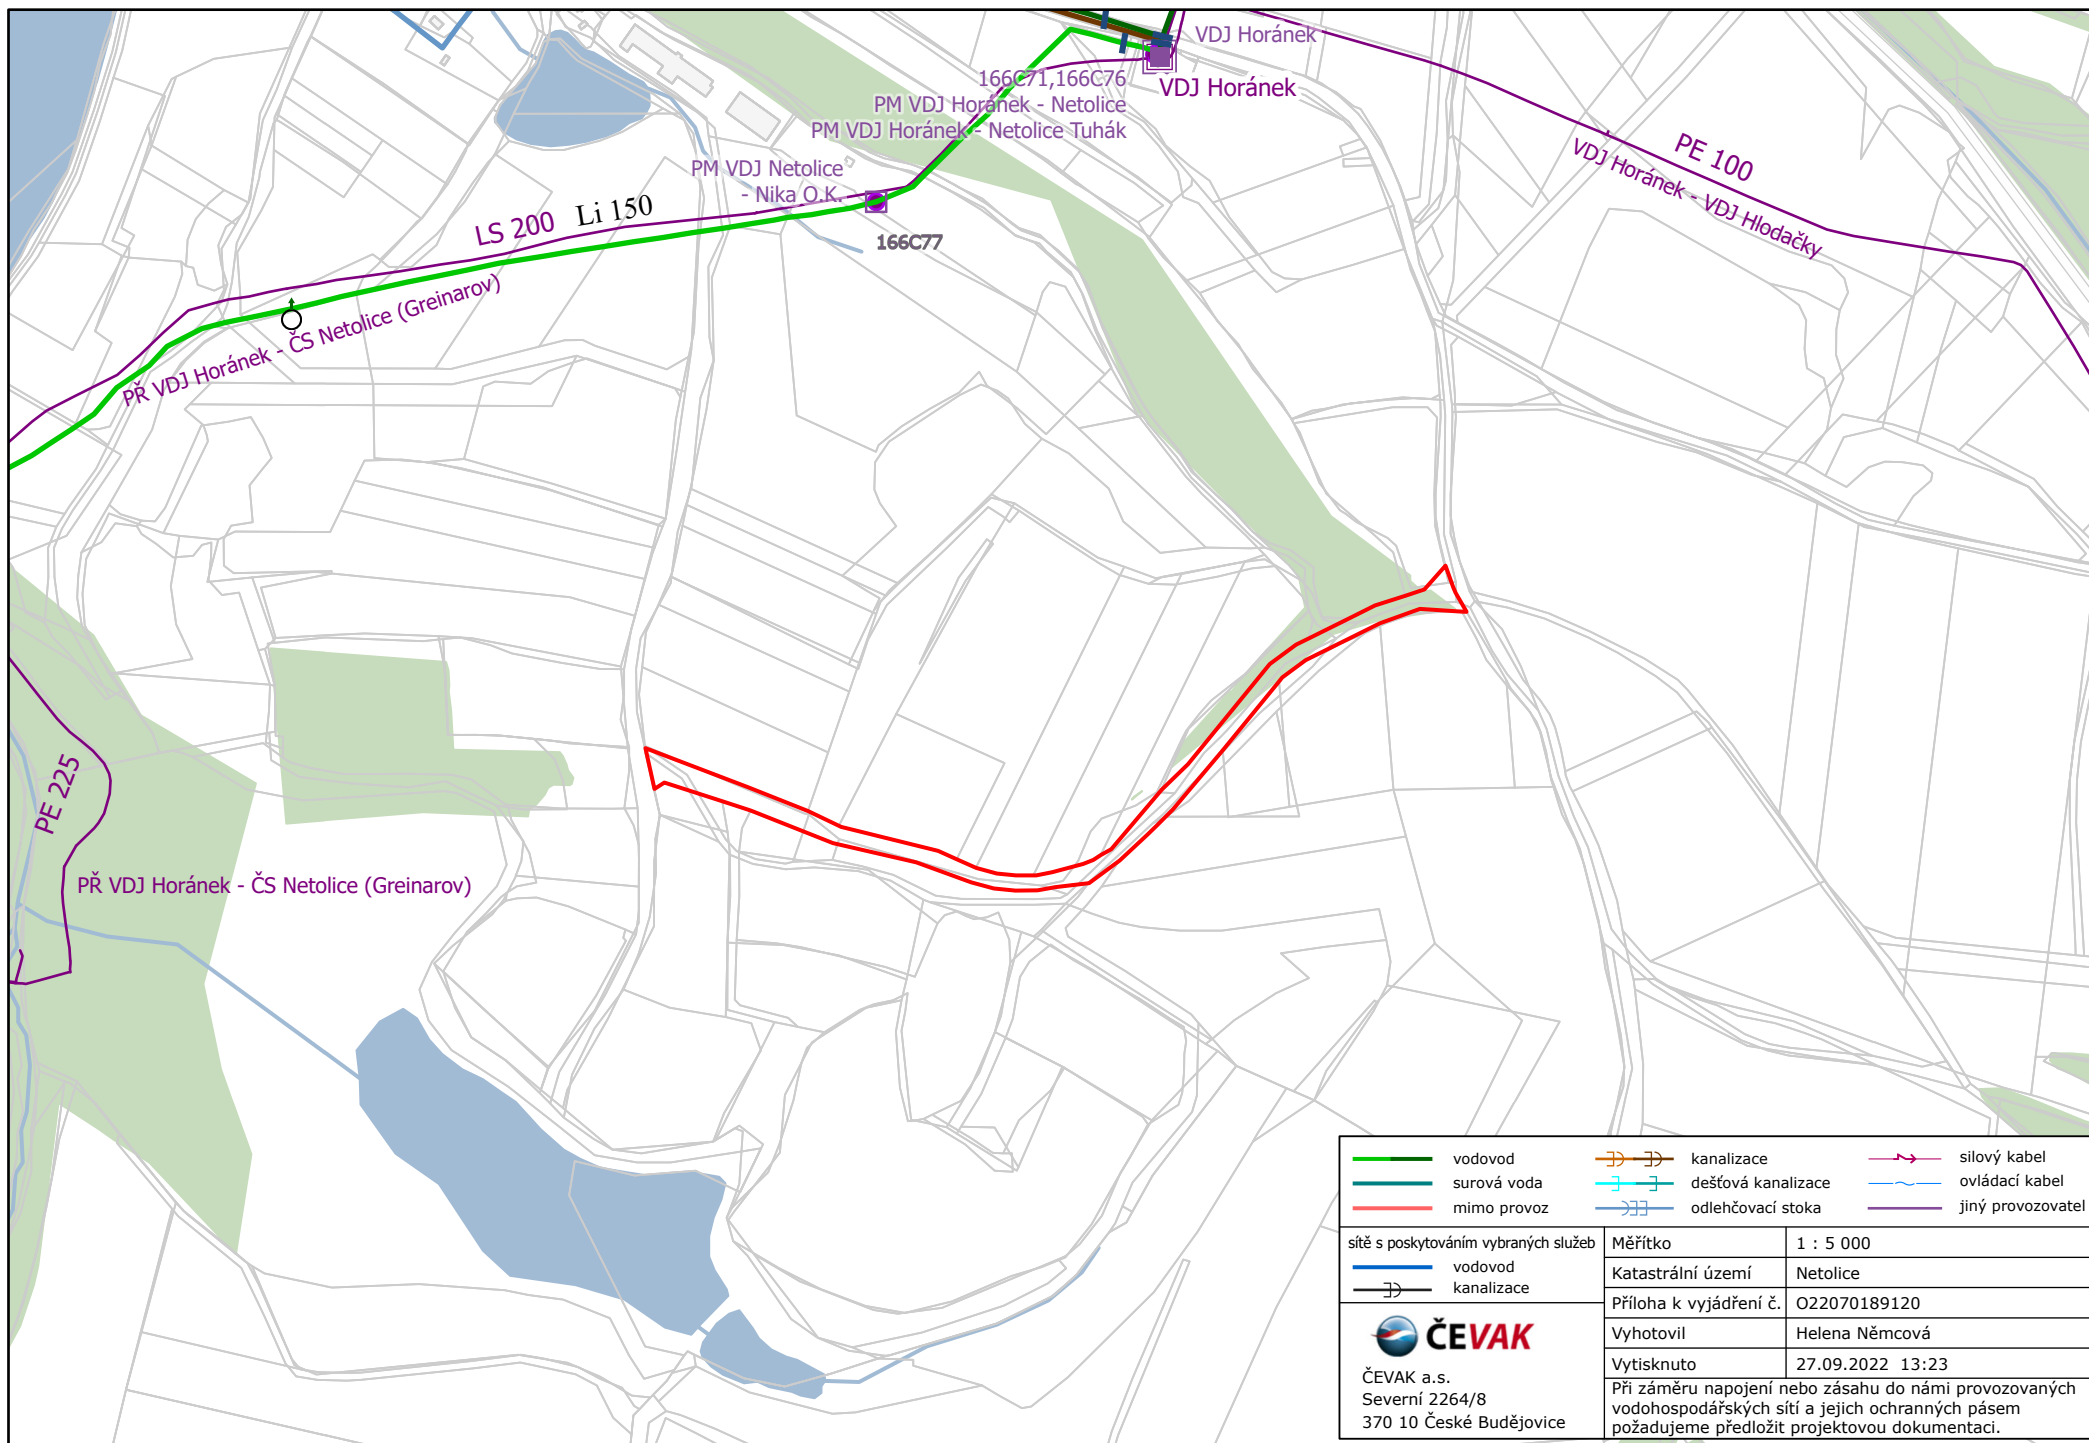 VDJ Horánek
166C71,166C76
VDJ Horánek
PM VDJ Horánek - Netolice
PM VDJ Horánek - Netolice Tuhák
PM VDJ Netolice
- Nika O.K.
PE 100
VDJ Horánek - VDJ Hlodačky
LS 200
Li 150
166C77
PŘ VDJ Horánek - ČS Netolice (Greinarov)
PE 225
PŘ VDJ Horánek - ČS Netolice (Greinarov)
vodovod
surová voda
mimo provoz
kanalizace
dešťová kanalizace
odlehčovací stoka
silový kabel
ovládací kabel
jiný provozovatel
sítě s poskytováním vybraných služeb
vodovod
kanalizace
Měřítko 1 : 5 000
Katastrální území Netolice
Příloha k vyjádření č. O22070189120
Vyhotovil Helena Němcová
Vytisknuto 27.09.2022 13:23
ČEVAK
ČEVAK a.s.
Severní 2264/8
370 10 České Budějovice
Při záměru napojení nebo zásahu do námi provozovaných
vodohospodářských sítí a jejich ochranných pásem
požadujeme předložit projektovou dokumentaci.